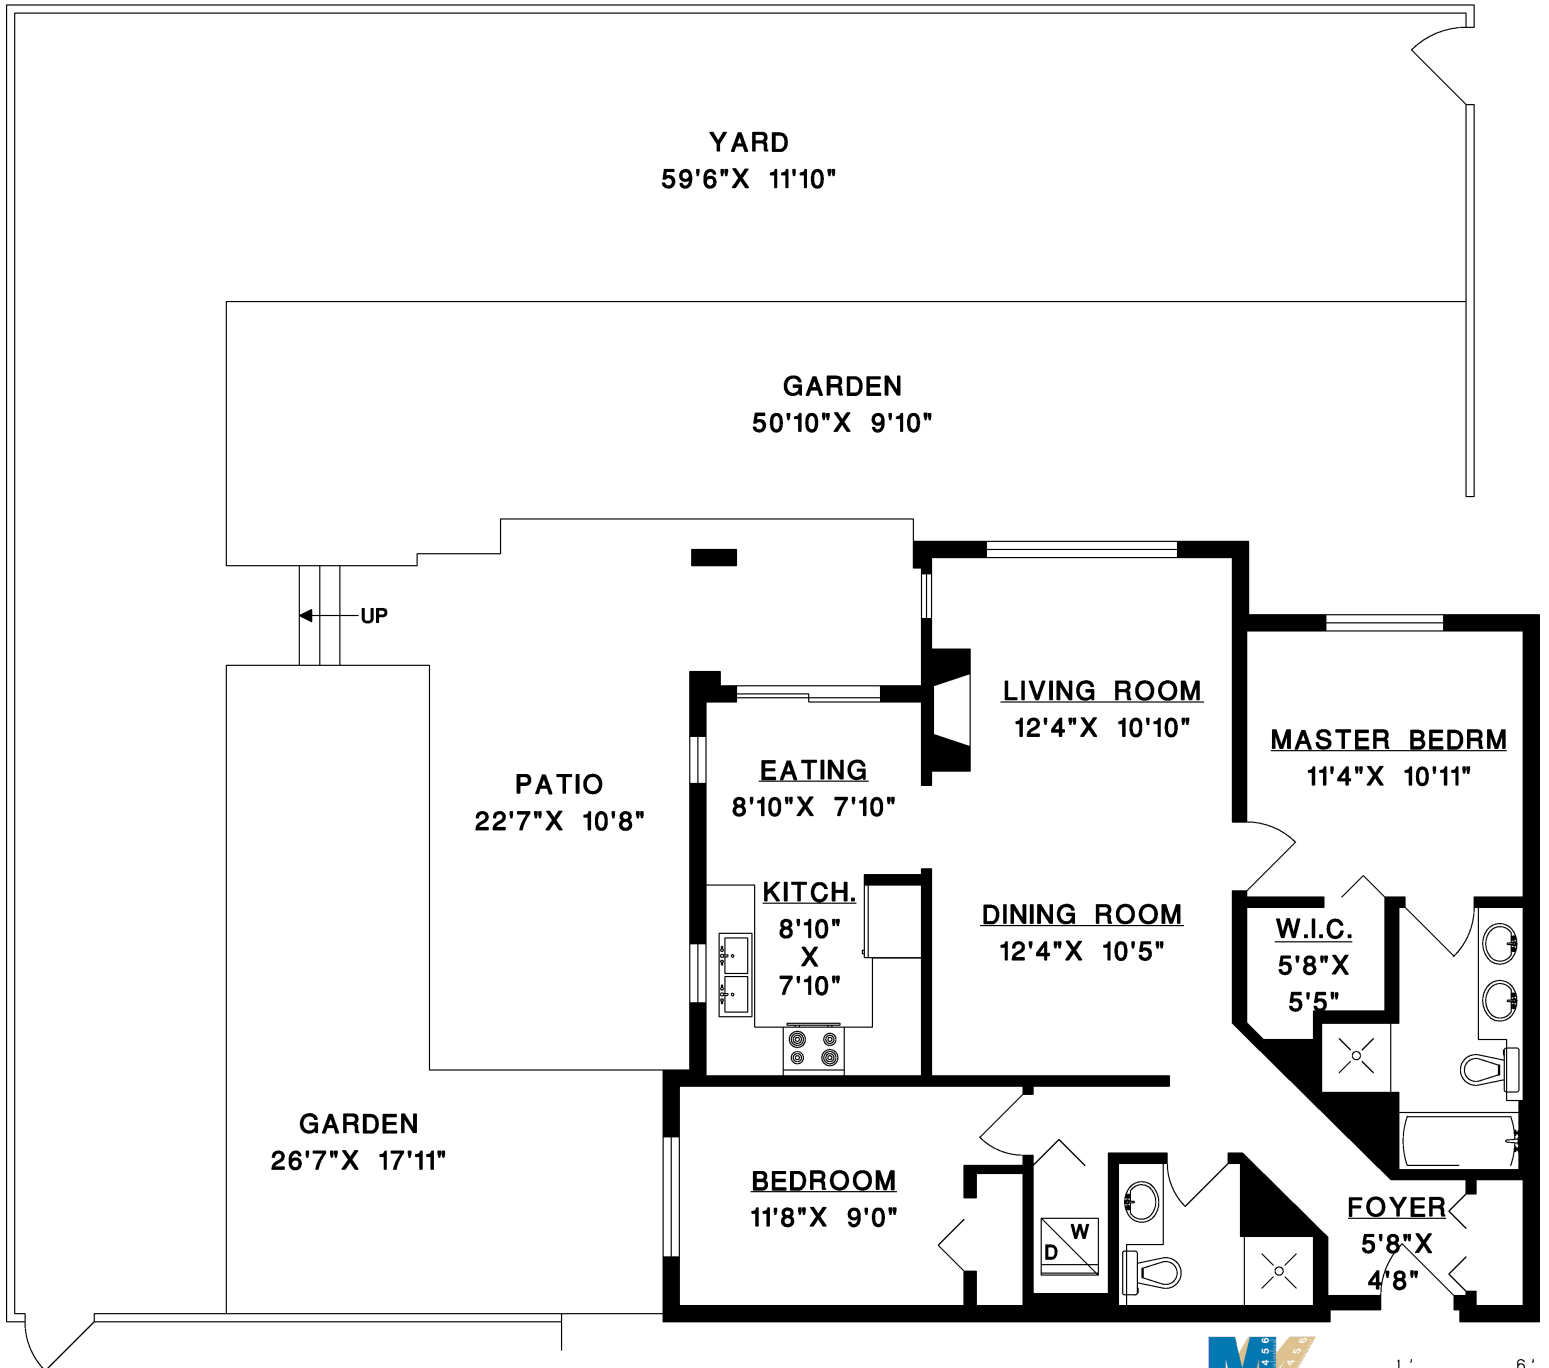 YARD
59'6"X 11'10"
GARDEN
50'10"X 9'10"
UP
LIVING ROOM
12'4"X 10'10"
MASTER BEDRM
11'4"X 10'11"
EATING
8'10"X 7'10"
PATIO
22'7"X 10'8"
KITCH.
8'10"
X
7'10"
DINING ROOM
12'4"X 10'5"
W.I.C.
5'8"X
5'5"
GARDEN
26'7"X 17'11"
BEDROOM
11'8"X 9'0"
W
D
FOYER
5'8"X
4'8"